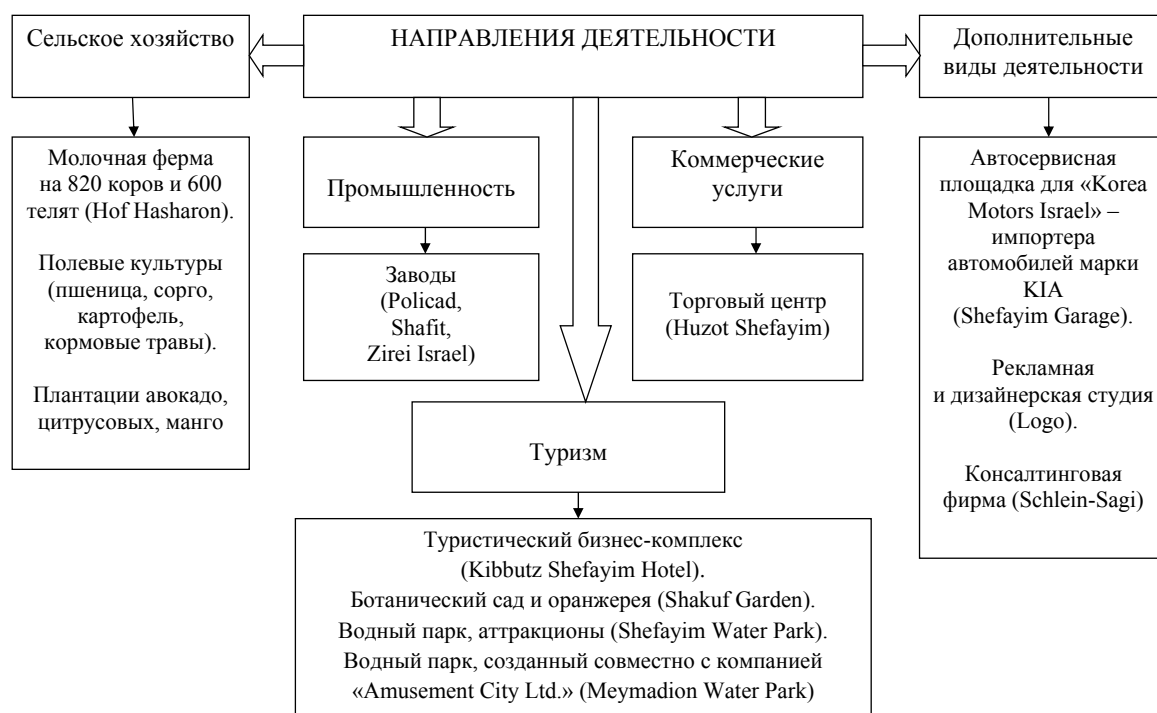 Сельское хозяйство
НАПРАВЛЕНИЯ ДЕЯТЕЛЬНОСТИ
Дополнительные
виды деятельности
Молочная ферма
на 820 коров и 600
телят (Hof Hasharon).
Полевые культуры
(пшеница, сорго,
картофель,
кормовые травы).
Плантации авокадо,
цитрусовых, манго
Промышленность
Заводы
(Policad,
Shafit,
Zirei Israel)
Коммерческие
услуги
Торговый центр
(Huzot Shefayim)
Автосервисная
площадка для «Korea
Motors Israel» –
импортера
автомобилей марки
KIA
(Shefayim Garage).
Рекламная
и дизайнерская студия
(Logo).
Консалтинговая
фирма (Schlein-Sagi)
Туризм
Туристический бизнес-комплекс
(Kibbutz Shefayim Hotel).
Ботанический сад и оранжерея (Shakuf Garden).
Водный парк, аттракционы (Shefayim Water Park).
Водный парк, созданный совместно с компанией
«Amusement City Ltd.» (Meymadion Water Park)